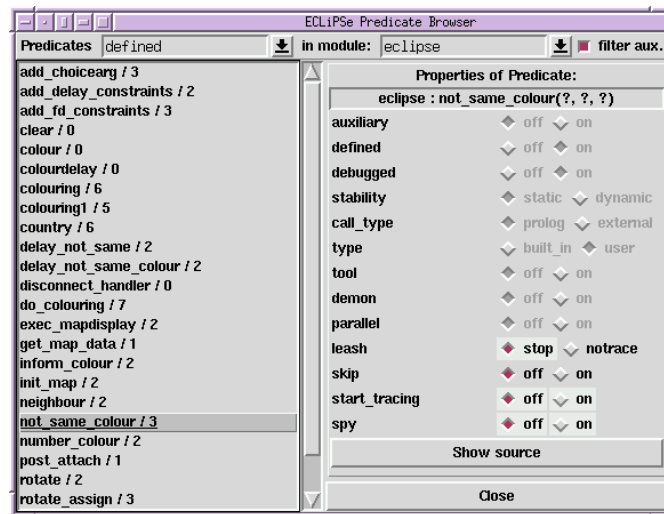 ECLiPSe Predicate Browser
Predicates defined in module: eclipse filter aux.
add_choicearg / 3
add_delay_constraints / 2
add_fd_constraints / 3
clear / 0
colour / 0
colourdelay / 0
colouring / 6
colouring1 / 5
country / 6
delay_not_same / 2
delay_not_same_colour / 2
disconnect_handler / 0
do_colouring / 7
exec_mapdisplay / 2
get_map_data / 1
inform_colour / 2
init_map / 2
neighbour / 2
not_same_colour / 3
number_colour / 2
post_attach / 1
rotate / 2
rotate_assign / 3
Properties of Predicate:
eclipse : not_same_colour(?, ?, ?)
auxiliary off on
defined off on
debugged off on
stability static dynamic
call_type prolog external
type built_in user
tool off on
demon off on
parallel off on
leash stop notrace
skip off on
start_tracing off on
spy off on
Show source
Close